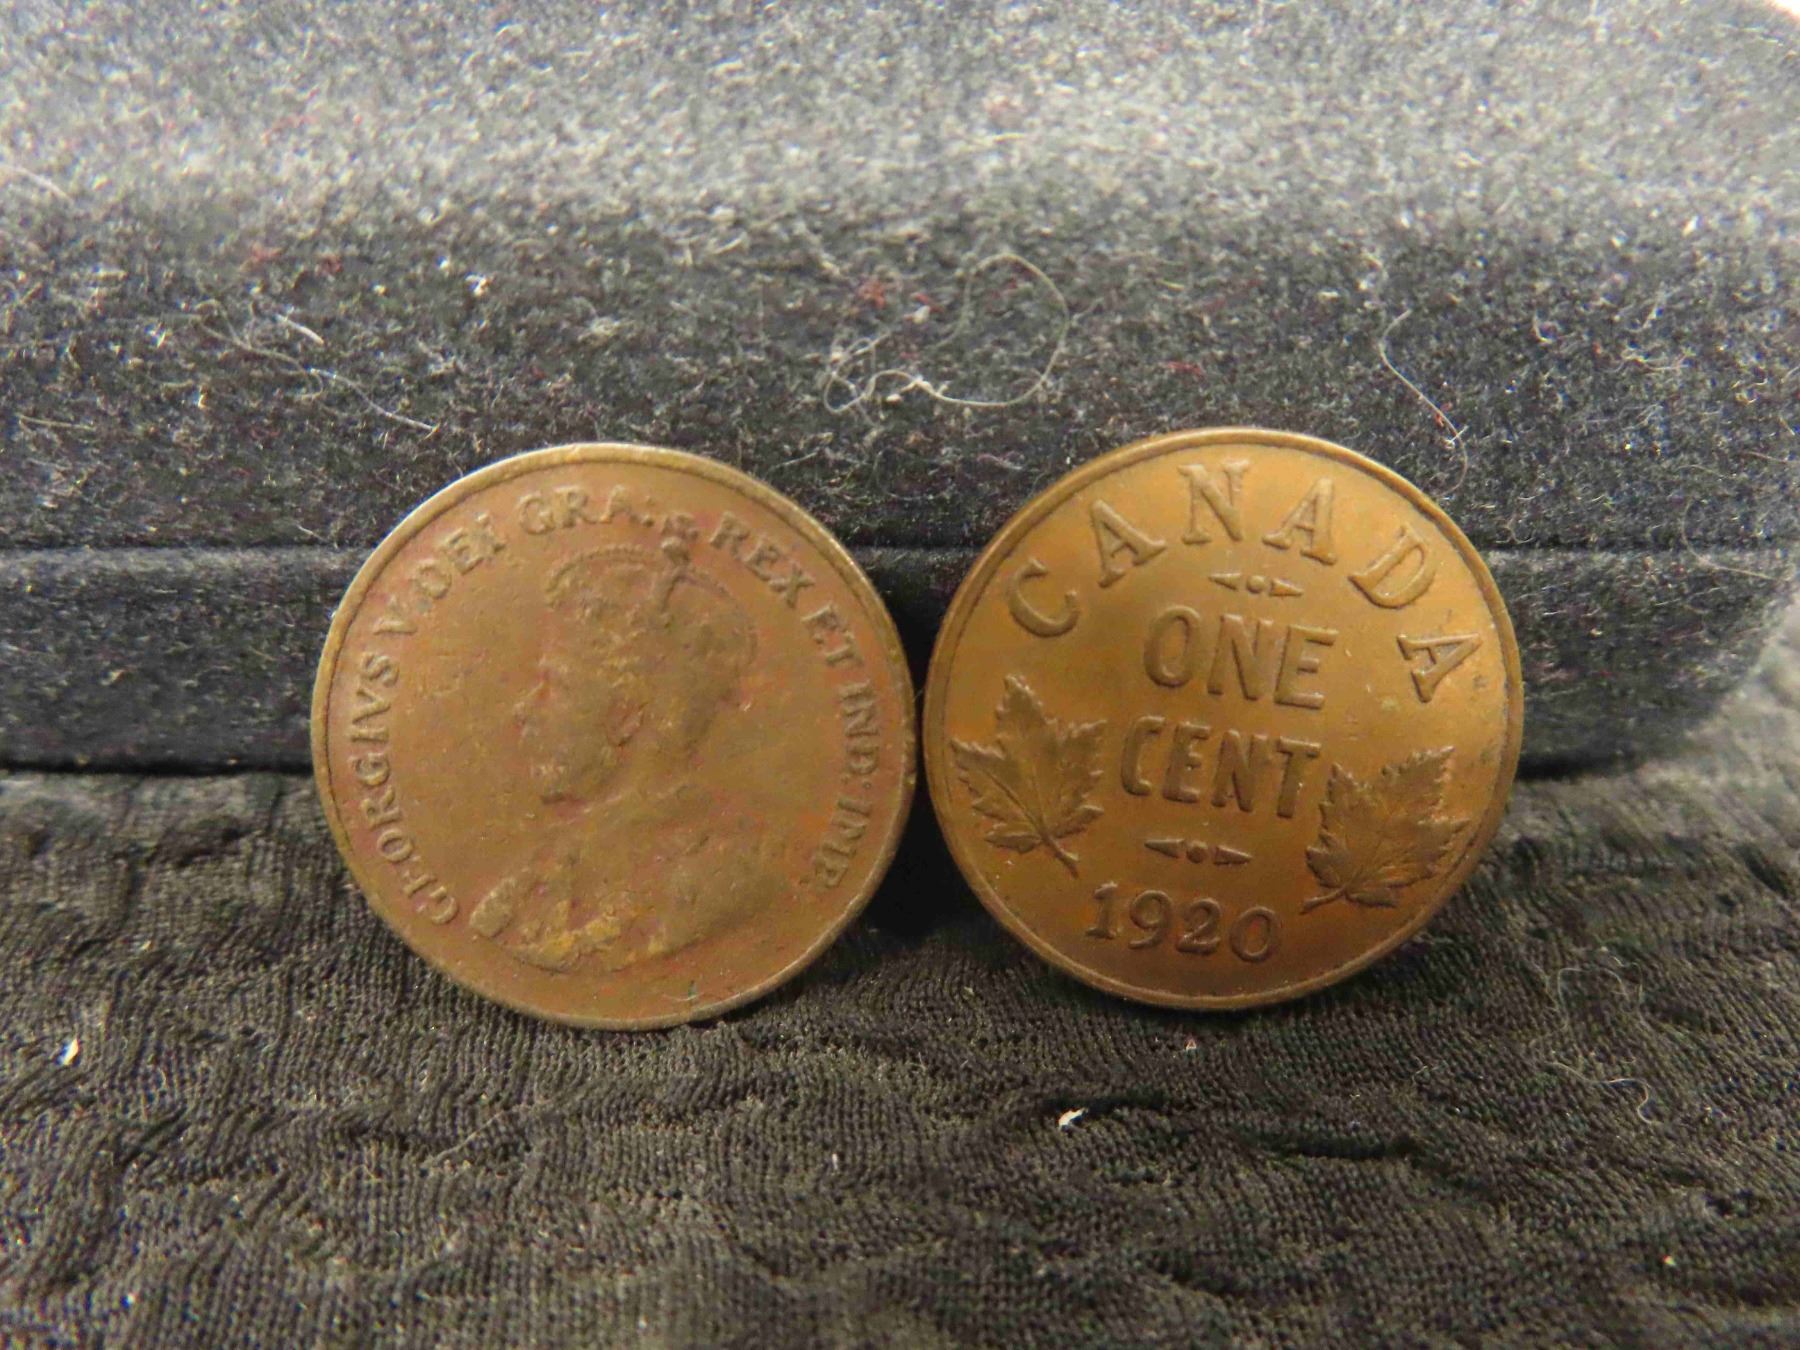 GEORGIVS V DEI GRA: REX ET IND: IMP:
CANADA
ONE
CENT
1920